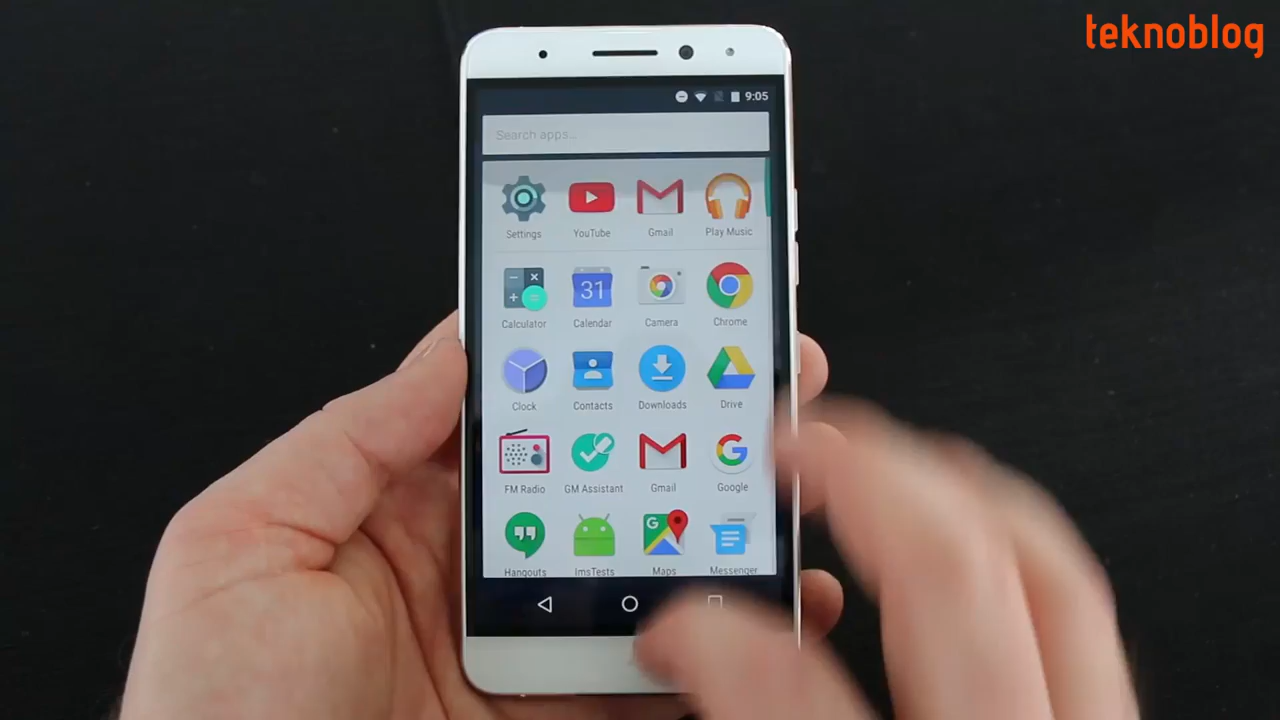 teknoblog
9:05
Search apps...
Settings YouTube Gmail Play Music
31
Calculator Calendar Camera Chrome
Clock Contacts Downloads Drive
FM Radio GM Assistant Gmail Google
G
Hangouts ImsTests Maps Messenger